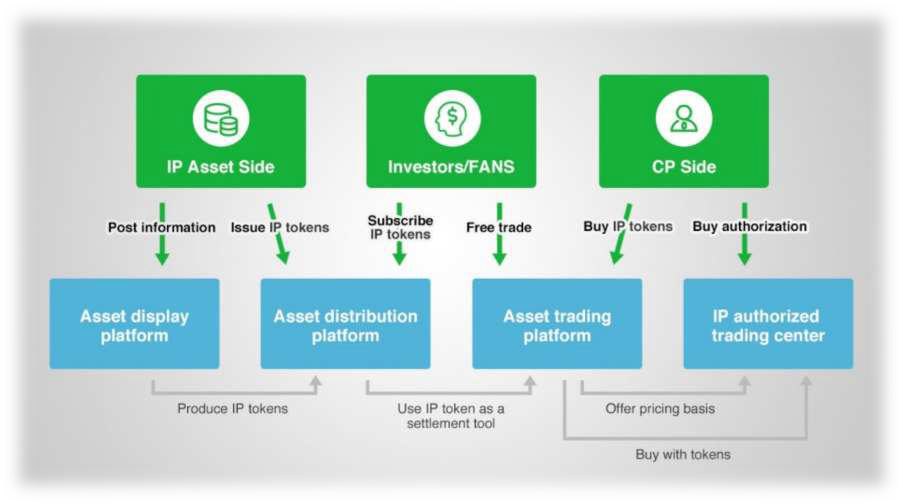 IP Asset Side
Investors/FANS
CP Side
Post information
Issue IP tokens
Subscribe
IP tokens
Free trade
Buy IP tokens
Buy authorization
Asset display
platform
Asset distribution
platform
Asset trading
platform
IP authorized
trading center
Produce IP tokens
Use IP token as a
settlement tool
Offer pricing basis
Buy with tokens